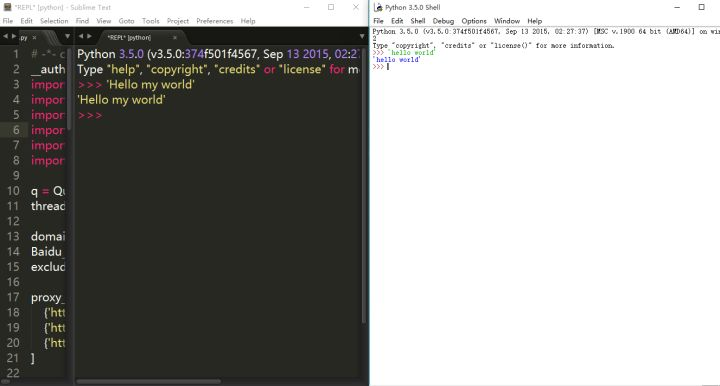 *REPL* [python] - Sublime Text
File Edit Selection Find View Goto Tools Project Preferences Help
py
*REPL* [python]
1 # -*- c
2 __auth
3 impor
4 impor
5 impor
6 impor
7 impor
8 impor
9
10 q = Qu
11 thread
12
13 domai
14 Baidu_
15 exclud
16
17 proxy_
18 {'htt
19 {'htt
20 {'htt
21 ]
22
Python 3.5.0 (v3.5.0:374f501f4567, Sep 13 2015, 02:27
Type "help", "copyright", "credits" or "license" for m
>>> 'Hello my world'
'Hello my world'
>>>
Python 3.5.0 Shell
File Edit Shell Debug Options Window Help
Python 3.5.0 (v3.5.0:374f501f4567, Sep 13 2015, 02:27:37) [MSC v.1900 64 bit (AMD64)] on win
2
Type "copyright", "credits" or "license()" for more information.
>>> 'hello world'
'hello world'
>>>